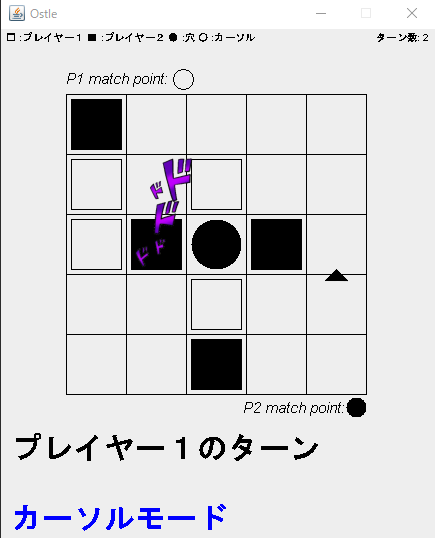 Ostle
□ :プレイヤー1 ■ :プレイヤー2 ● :穴 ○ :カーソル ターン数: 2
P1 match point:
ドド
ドド
P2 match point:
プレイヤー１のターン
カーソルモード